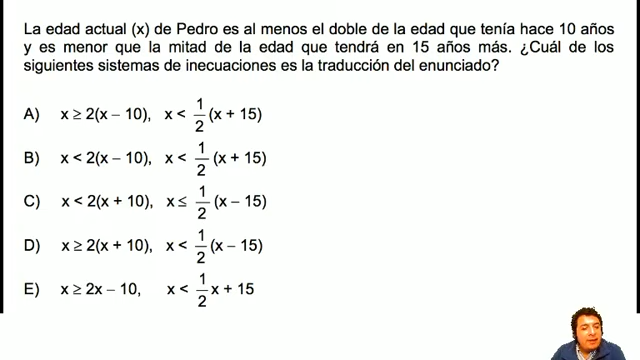 La edad actual (x) de Pedro es al menos el doble de la edad que tenía hace 10 años
y es menor que la mitad de la edad que tendrá en 15 años más. ¿Cuál de los
siguientes sistemas de inecuaciones es la traducción del enunciado?
A) x ≥ 2(x – 10), x < 1/2 (x + 15)
B) x < 2(x – 10), x < 1/2 (x + 15)
C) x < 2(x + 10), x ≤ 1/2 (x – 15)
D) x ≥ 2(x + 10), x < 1/2 (x – 15)
E) x ≥ 2x – 10, x < 1/2 x + 15